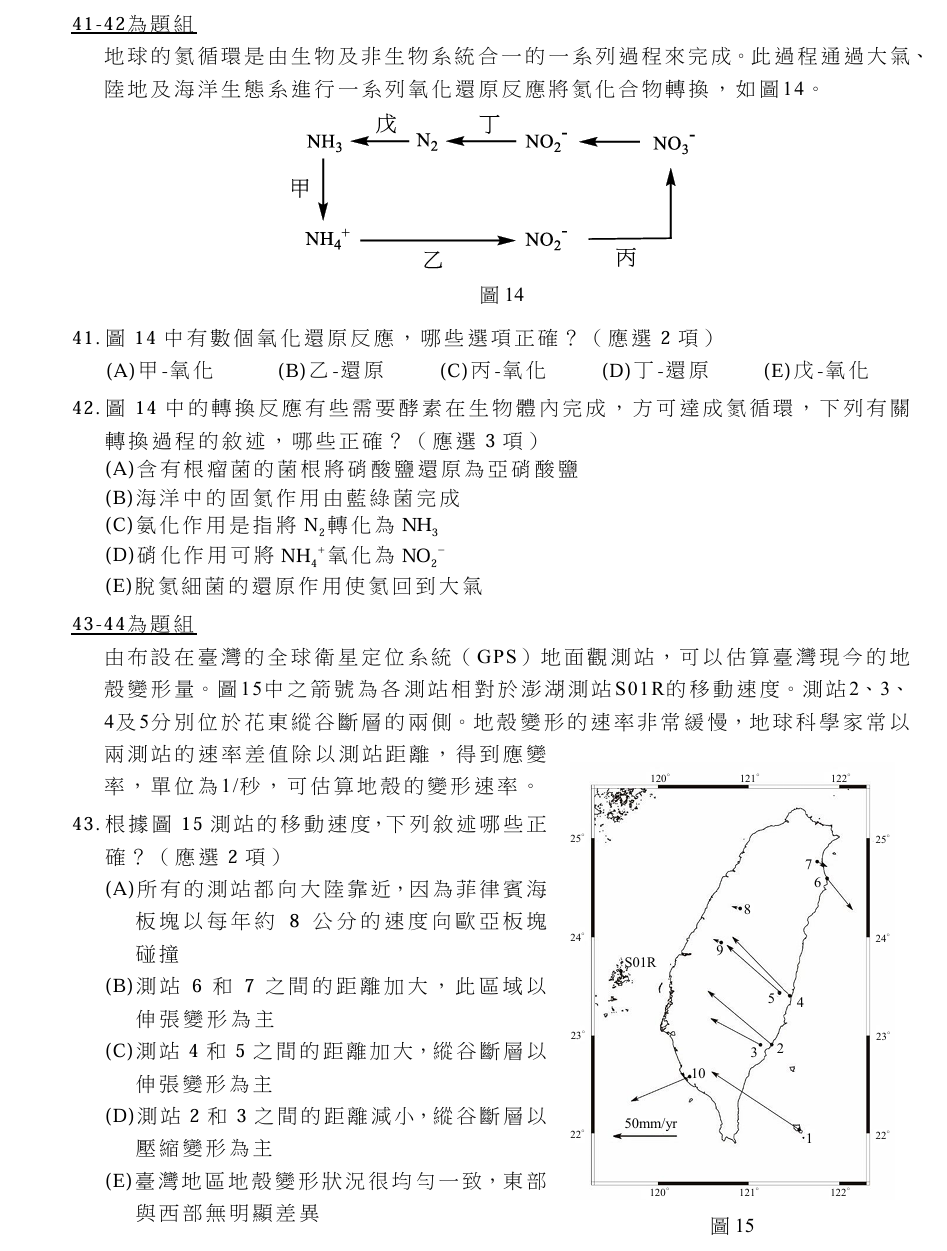 41-42為題組
地球的氮循環是由生物及非生物系統合一的一系列過程來完成。此過程通過大氣、
陸地及海洋生態系進行一系列氧化還原反應將氮化合物轉換，如圖14。
戊 丁
NH₃ N₂ NO₂⁻ NO₃⁻
甲
NH₄⁺ NO₂⁻
乙 丙
圖 14
41.圖 14 中有數個氧化還原反應，哪些選項正確？（應選 2 項）
(A)甲-氧化 (B)乙-還原 (C)丙-氧化 (D)丁-還原 (E)戊-氧化
42.圖 14 中的轉換反應有些需要酵素在生物體內完成，方可達成氮循環，下列有關
轉換過程的敘述，哪些正確？（應選 3 項）
(A)含有根瘤菌的菌根將硝酸鹽還原為亞硝酸鹽
(B)海洋中的固氮作用由藍綠菌完成
(C)氨化作用是指將 N₂轉化為 NH₃
(D)硝化作用可將 NH₄⁺氧化為 NO₂⁻
(E)脫氮細菌的還原作用使氮回到大氣
43-44為題組
由布設在臺灣的全球衛星定位系統（GPS）地面觀測站，可以估算臺灣現今的地
殼變形量。圖15中之箭號為各測站相對於澎湖測站S01R的移動速度。測站2、3、
4及5分別位於花東縱谷斷層的兩側。地殼變形的速率非常緩慢，地球科學家常以
兩測站的速率差值除以測站距離，得到應變
率，單位為1/秒，可估算地殼的變形速率。
43.根據圖 15 測站的移動速度，下列敘述哪些正
確？（應選 2 項）
(A)所有的測站都向大陸靠近，因為菲律賓海
板塊以每年約 8 公分的速度向歐亞板塊
碰撞
(B)測站 6 和 7 之間的距離加大，此區域以
伸張變形為主
(C)測站 4 和 5 之間的距離加大，縱谷斷層以
伸張變形為主
(D)測站 2 和 3 之間的距離減小，縱谷斷層以
壓縮變形為主
(E)臺灣地區地殼變形狀況很均勻一致，東部
與西部無明顯差異
120° 121° 122°
25° 25°
7
6
8
24° 24°
9
S01R
5 4
23° 23°
3 2
10
50mm/yr
22° 1 22°
120° 121° 122°
圖 15